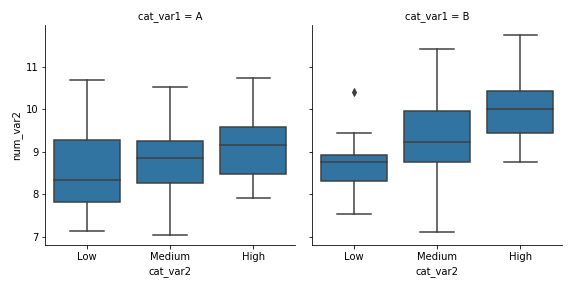 cat_var1 = A
cat_var1 = B
num_var2
11
10
9
8
7
Low Medium High
Low Medium High
cat_var2
cat_var2